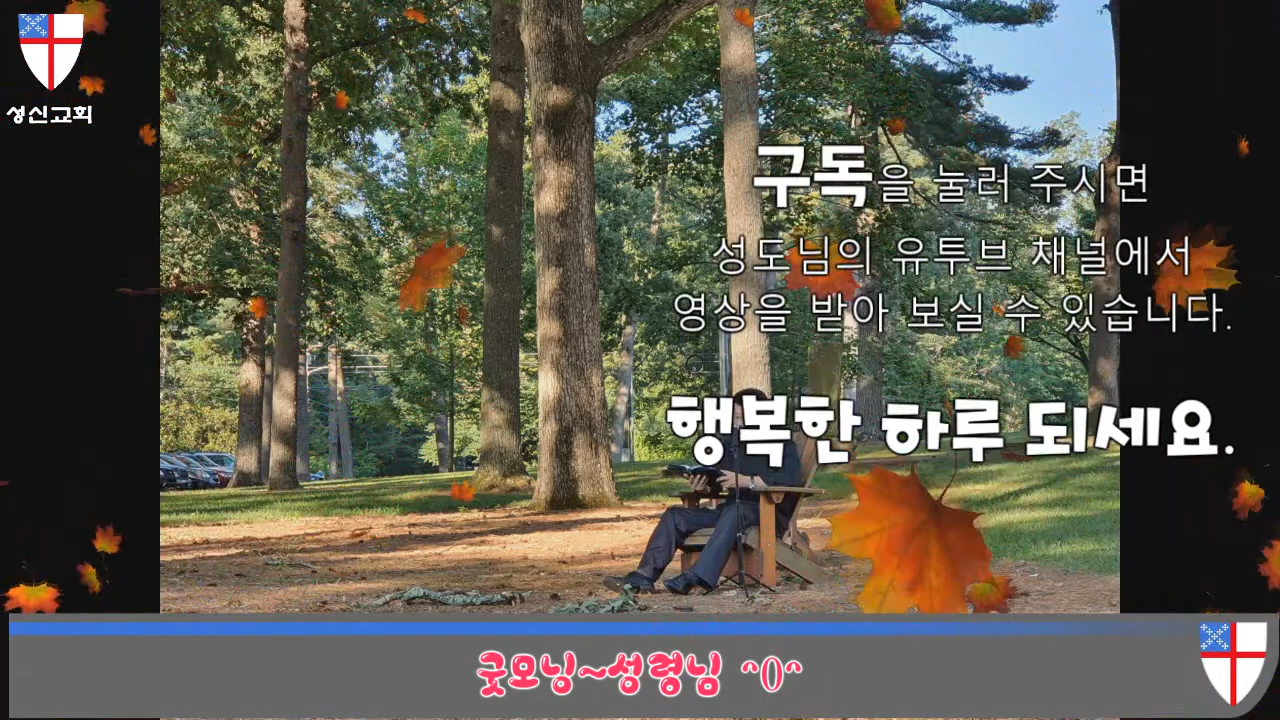 성신교회
구독을 눌러 주시면
성도님의 유투브 채널에서
영상을 받아 보실 수 있습니다.
행복한 하루 되세요.
굿모닝~성령님 ^0^